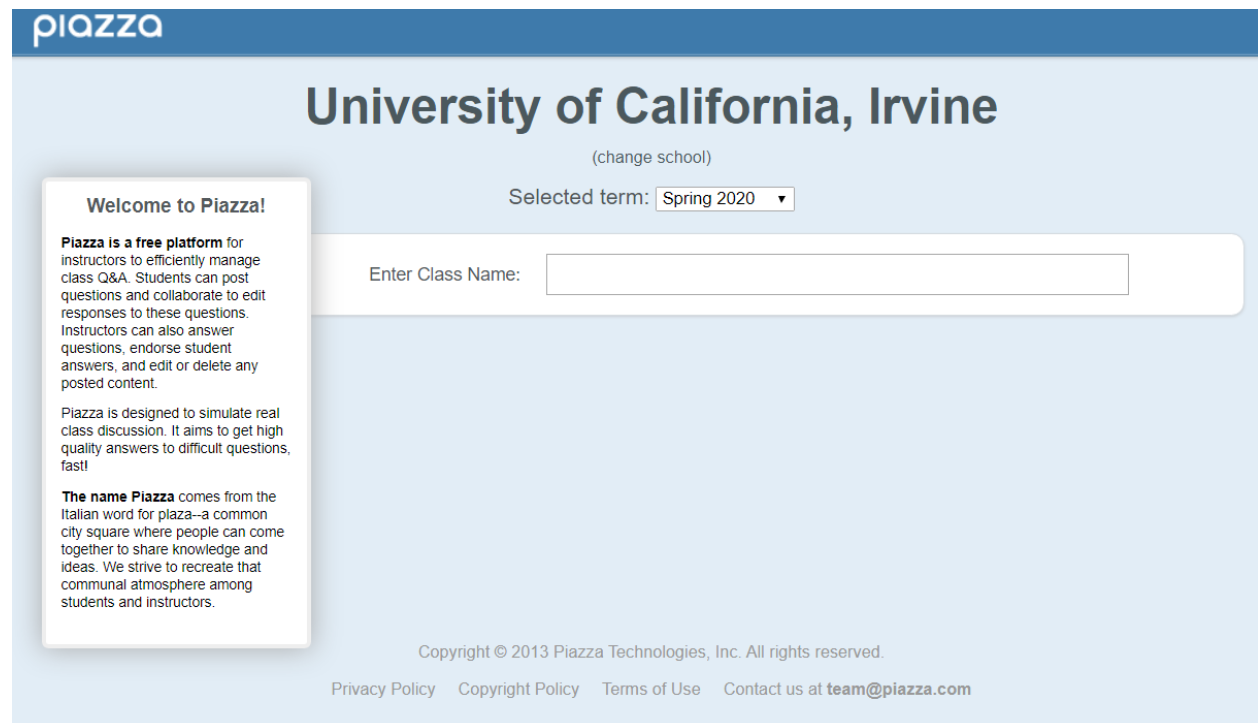 piazza
University of California, Irvine
(change school)
Selected term: Spring 2020
Welcome to Piazza!
Piazza is a free platform for
instructors to efficiently manage
class Q&A. Students can post
questions and collaborate to edit
responses to these questions.
Instructors can also answer
questions, endorse student
answers, and edit or delete any
posted content.
Piazza is designed to simulate real
class discussion. It aims to get high
quality answers to difficult questions,
fast!
The name Piazza comes from the
Italian word for plaza--a common
city square where people can come
together to share knowledge and
ideas. We strive to recreate that
communal atmosphere among
students and instructors.
Enter Class Name:
Copyright © 2013 Piazza Technologies, Inc. All rights reserved.
Privacy Policy Copyright Policy Terms of Use Contact us at team@piazza.com